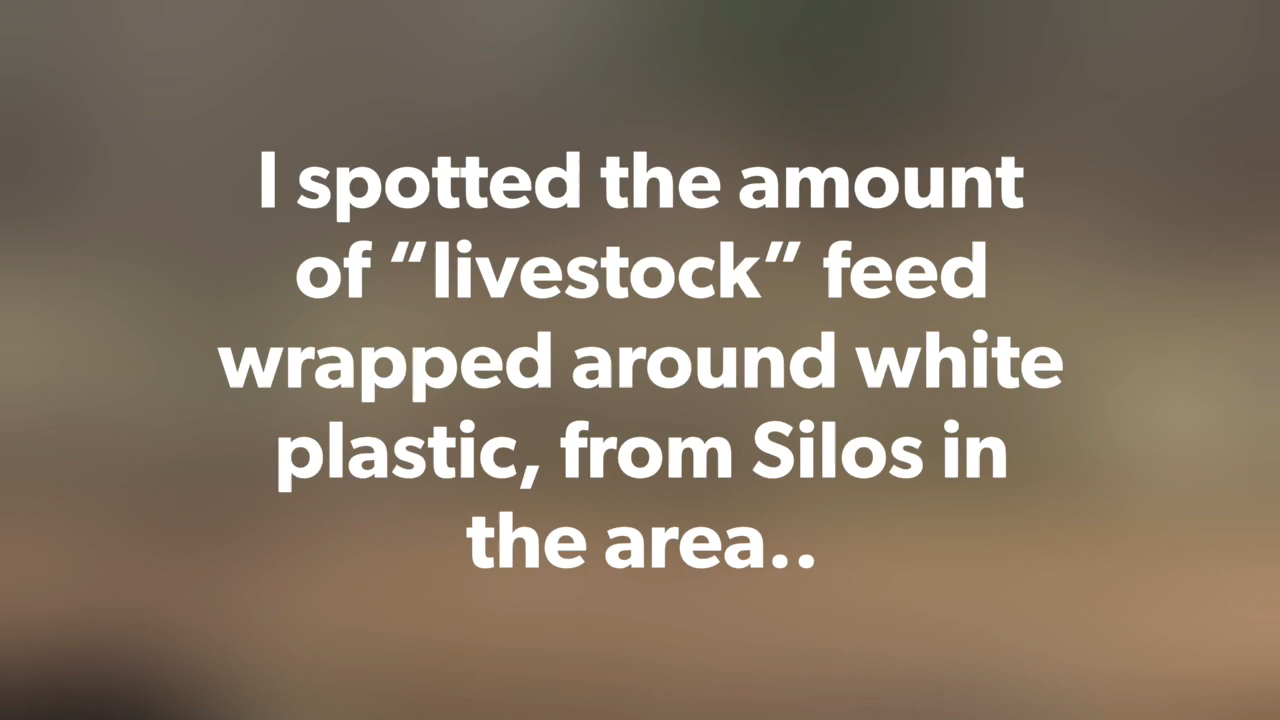 I spotted the amount
of “livestock” feed
wrapped around white
plastic, from Silos in
the area..